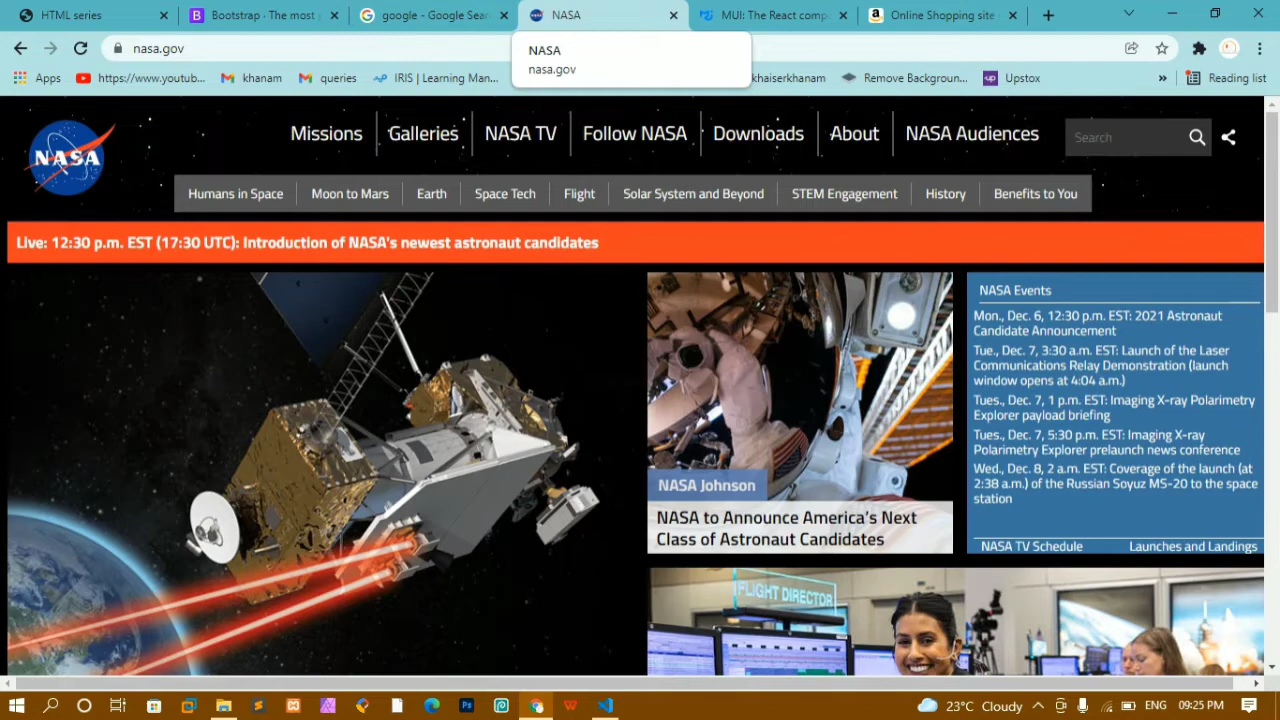 HTML series
Bootstrap · The most
google - Google Sear
NASA
MUI: The React comp
Online Shopping site
nasa.gov
NASA
nasa.gov
Apps
https://www.youtub...
khanam
queries
IRIS | Learning Man...
khaiserkhanam
Remove Backgroun...
up
Upstox
»
Reading list
NASA
Missions
Galleries
NASA TV
Follow NASA
Downloads
About
NASA Audiences
Search
Humans in Space
Moon to Mars
Earth
Space Tech
Flight
Solar System and Beyond
STEM Engagement
History
Benefits to You
Live: 12:30 p.m. EST (17:30 UTC): Introduction of NASA's newest astronaut candidates
NASA Johnson
NASA to Announce America's Next
Class of Astronaut Candidates
NASA Events
Mon., Dec. 6, 12:30 p.m. EST: 2021 Astronaut
Candidate Announcement
Tue., Dec. 7, 3:30 a.m. EST: Launch of the Laser
Communications Relay Demonstration (launch
window opens at 4:04 a.m.)
Tues., Dec. 7, 1 p.m. EST: Imaging X-ray Polarimetry
Explorer payload briefing
Tues., Dec. 7, 5:30 p.m. EST: Imaging X-ray
Polarimetry Explorer prelaunch news conference
Wed., Dec. 8, 2 a.m. EST: Coverage of the launch (at
2:38 a.m.) of the Russian Soyuz MS-20 to the space
station
NASA TV Schedule
Launches and Landings
FLIGHT DIRECTOR
23°C Cloudy
ENG
09:25 PM